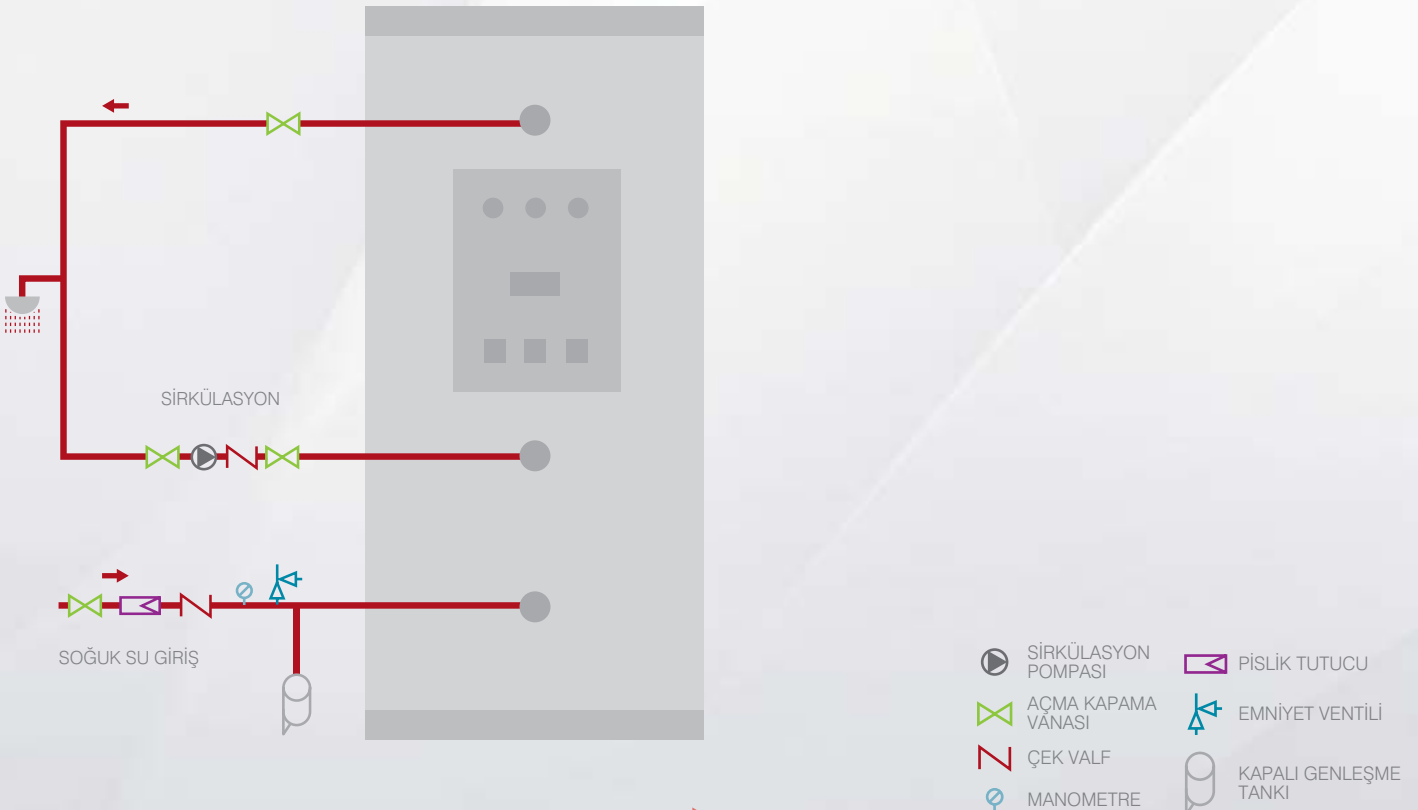 SİRKÜLASYON
SOĞUK SU GİRİŞ
SİRKÜLASYON
POMPASI
AÇMA KAPAMA
VANASI
ÇEK VALF
MANOMETRE
PİSLİK TUTUCU
EMNİYET VENTİLİ
KAPALI GENLEŞME
TANKI